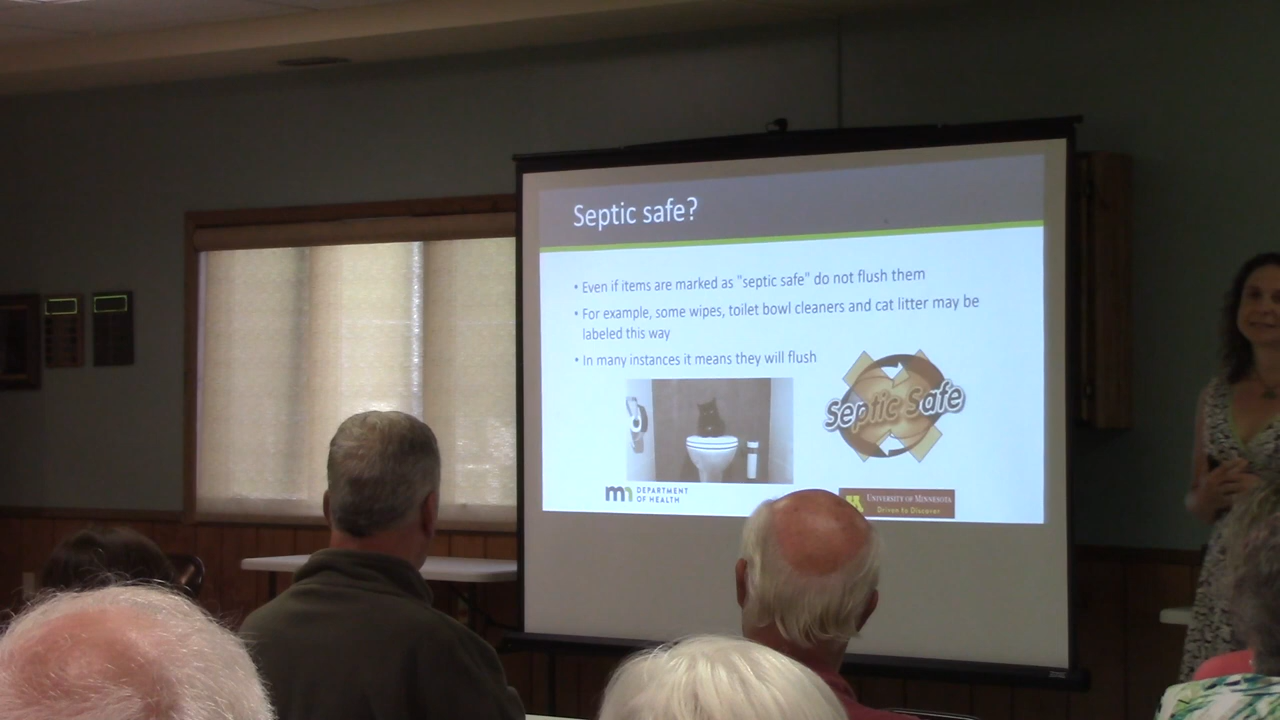 Septic safe?
• Even if items are marked as "septic safe" do not flush them
• For example, some wipes, toilet bowl cleaners and cat litter may be
labeled this way
• In many instances it means they will flush
Septic Safe
mn DEPARTMENT
OF HEALTH
UNIVERSITY OF MINNESOTA
Driven to Discover